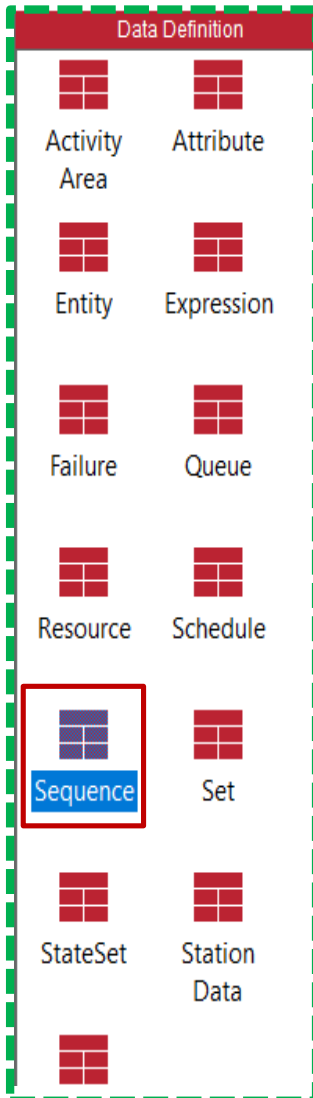 Data Definition
Activity Area
Attribute
Entity
Expression
Failure
Queue
Resource
Schedule
Sequence
Set
StateSet
Station Data